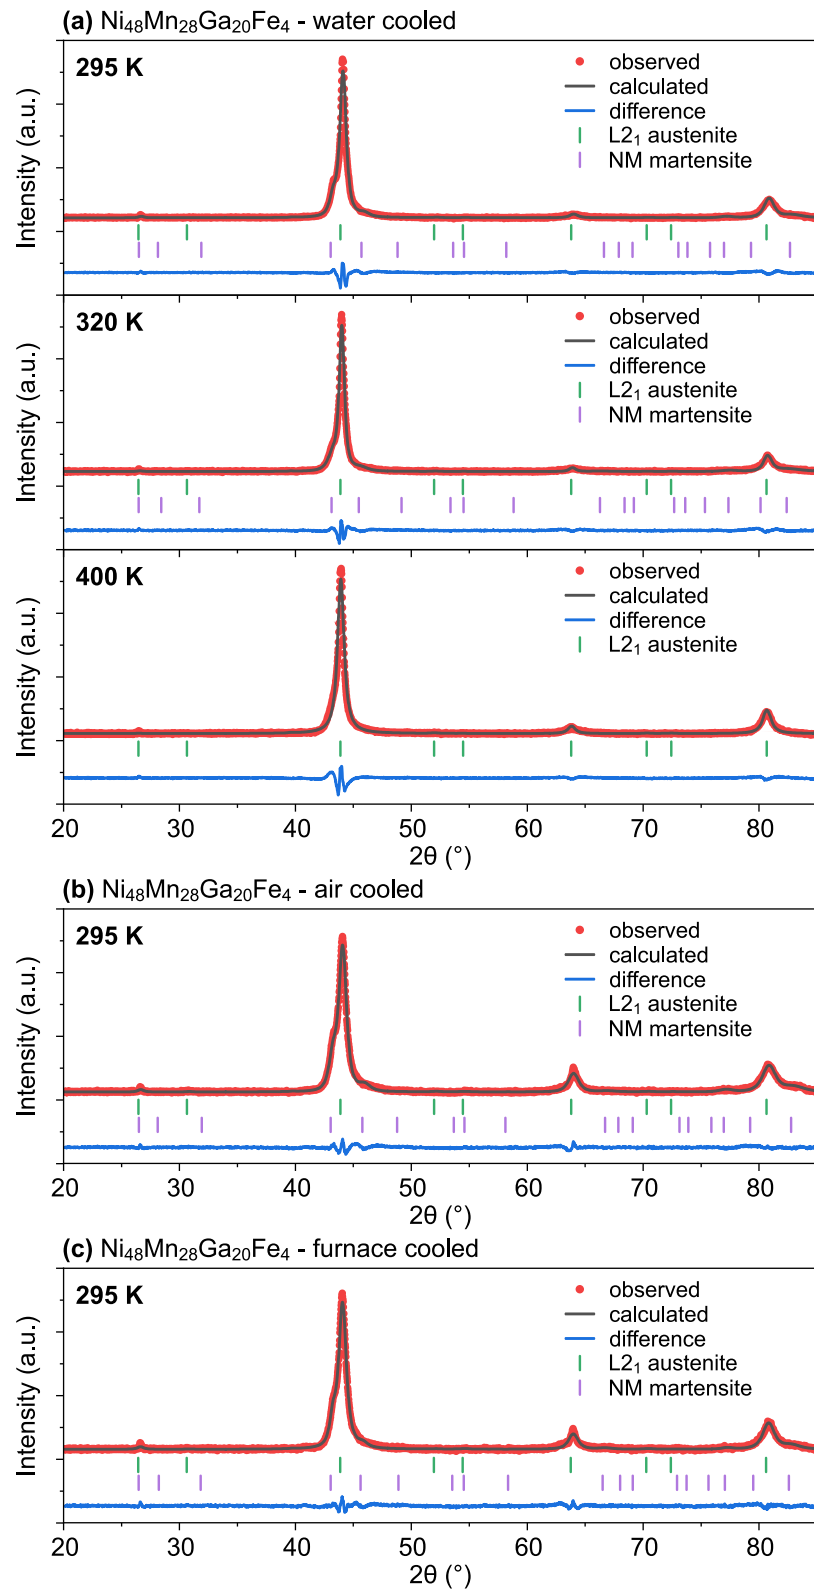 (a) Ni₄₈Mn₂₈Ga₂₀Fe₄ - water cooled
295 K
observed
calculated
difference
L2₁ austenite
NM martensite
Intensity (a.u.)
320 K
observed
calculated
difference
L2₁ austenite
NM martensite
Intensity (a.u.)
400 K
observed
calculated
difference
L2₁ austenite
Intensity (a.u.)
20 30 40 50 60 70 80
2θ (°)
(b) Ni₄₈Mn₂₈Ga₂₀Fe₄ - air cooled
295 K
observed
calculated
difference
L2₁ austenite
NM martensite
Intensity (a.u.)
20 30 40 50 60 70 80
2θ (°)
(c) Ni₄₈Mn₂₈Ga₂₀Fe₄ - furnace cooled
295 K
observed
calculated
difference
L2₁ austenite
NM martensite
Intensity (a.u.)
20 30 40 50 60 70 80
2θ (°)